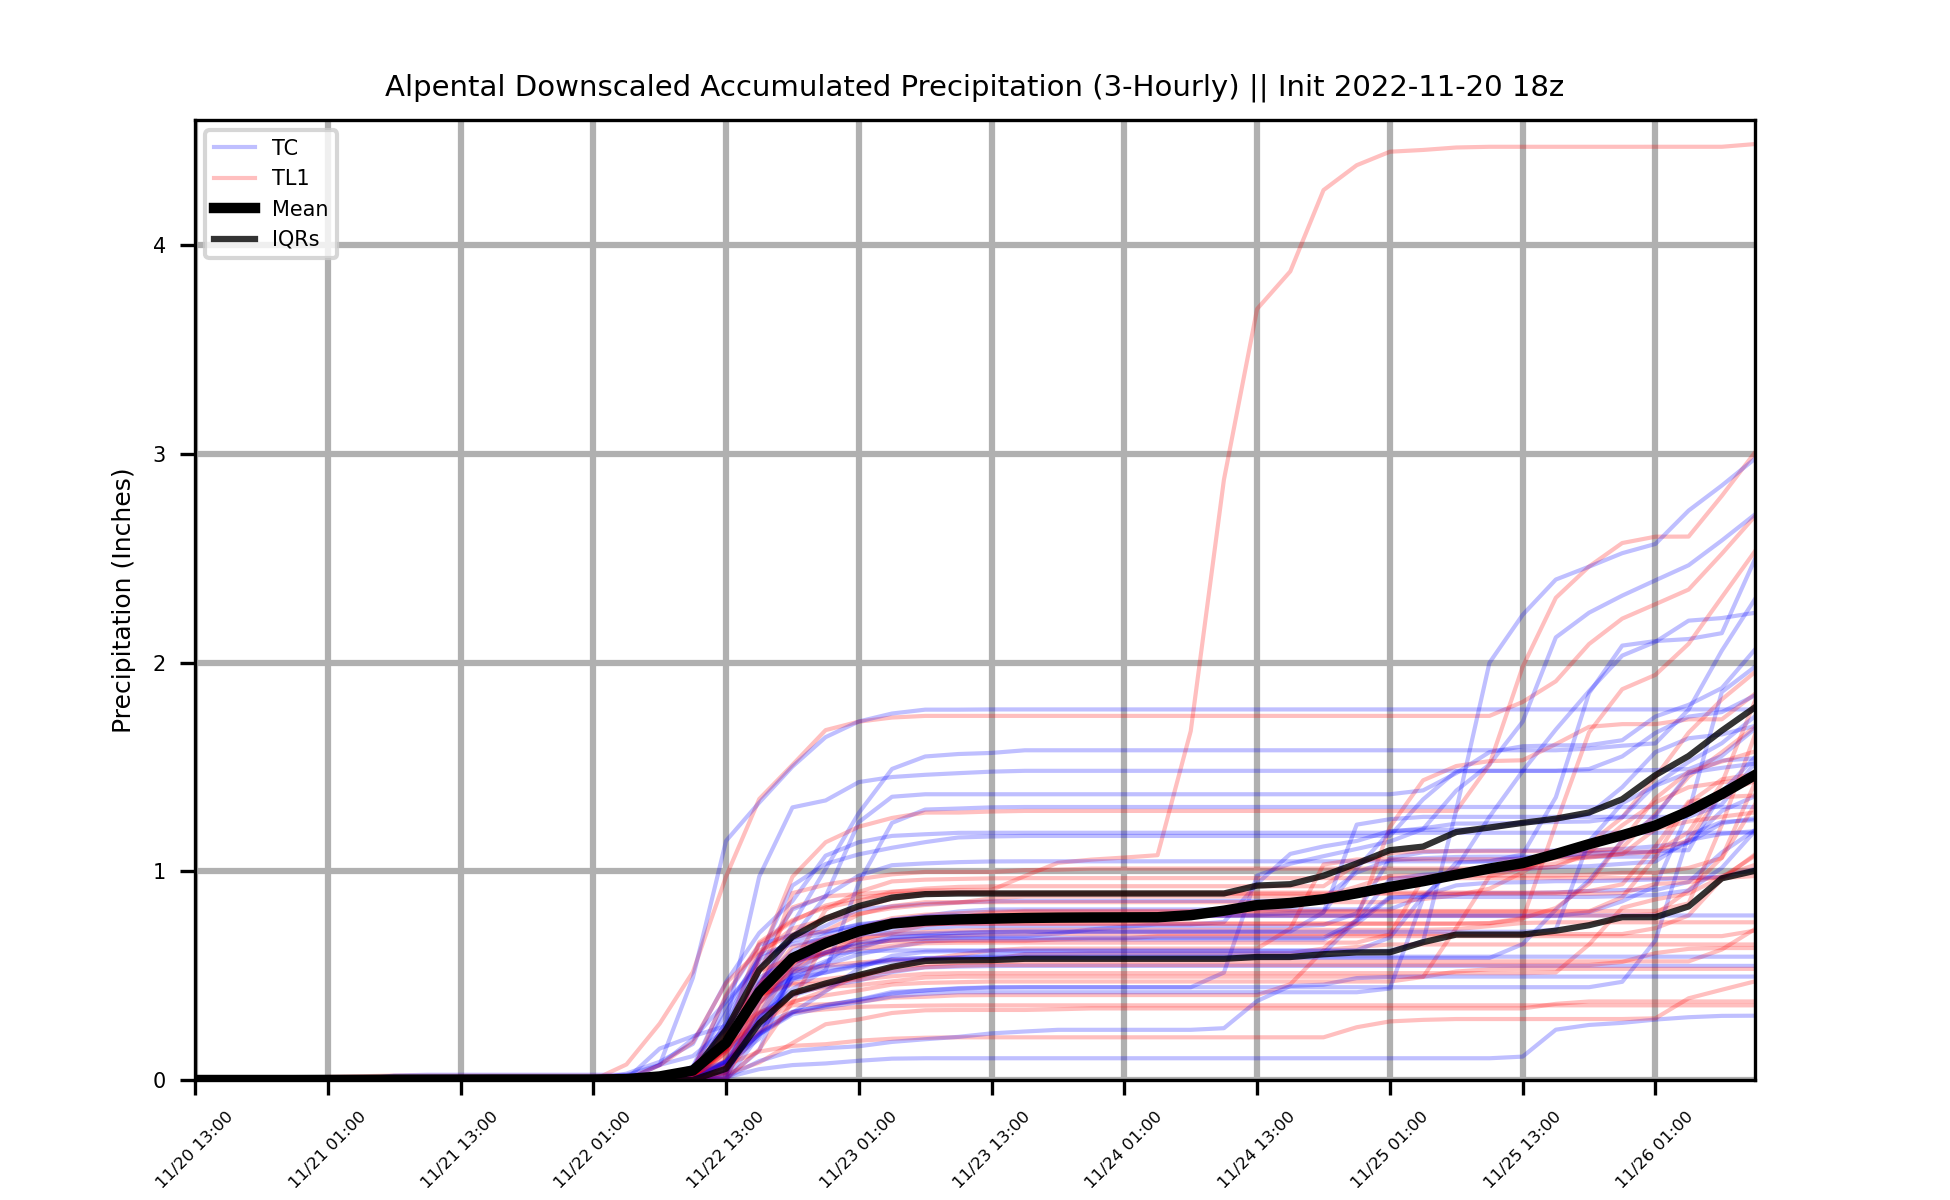 Alpental Downscaled Accumulated Precipitation (3-Hourly) || Init 2022-11-20 18z
TC
TL1
Mean
IQRs
Precipitation (Inches)
4
3
2
1
0
11/20 13:00
11/21 01:00
11/21 13:00
11/22 01:00
11/22 13:00
11/23 01:00
11/23 13:00
11/24 01:00
11/24 13:00
11/25 01:00
11/25 13:00
11/26 01:00